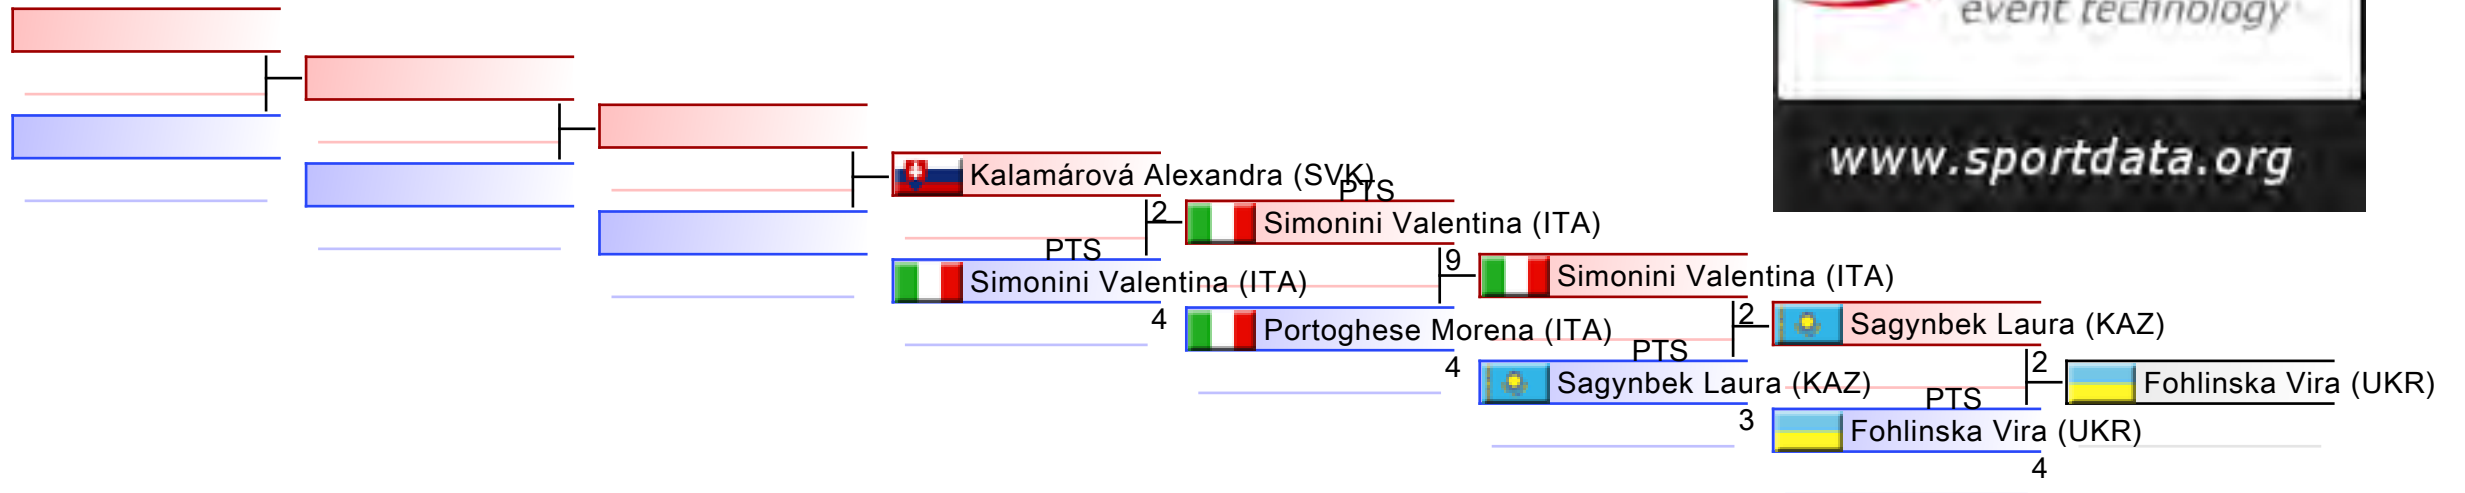 event technology
www.sportdata.org
Kalamárová Alexandra (SVK)
PTS
2
Simonini Valentina (ITA)
PTS
Simonini Valentina (ITA)
9
Simonini Valentina (ITA)
4
Portoghese Morena (ITA)
2
Sagynbek Laura (KAZ)
PTS
4
Sagynbek Laura (KAZ)
2
Fohlinska Vira (UKR)
PTS
3
Fohlinska Vira (UKR)
4